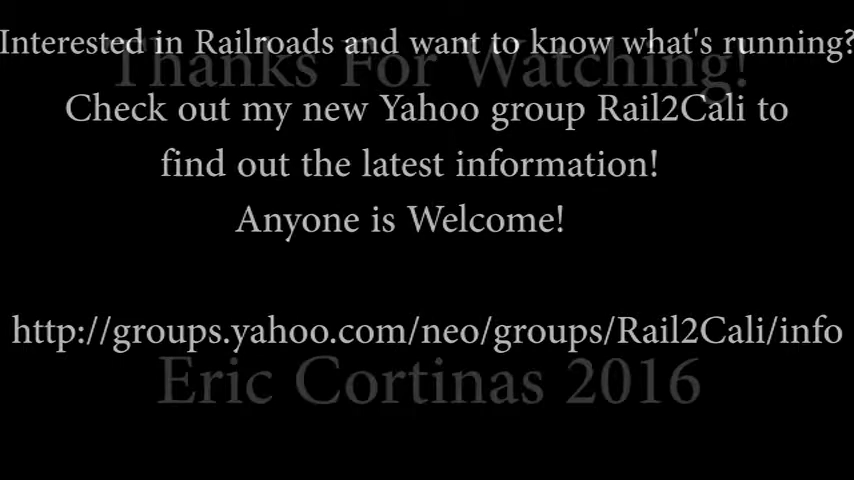 Interested in Railroads and want to know what's running?
Thanks For Watching!
Check out my new Yahoo group Rail2Cali to
find out the latest information!
Anyone is Welcome!
http://groups.yahoo.com/neo/groups/Rail2Cali/info
Eric Cortinas 2016